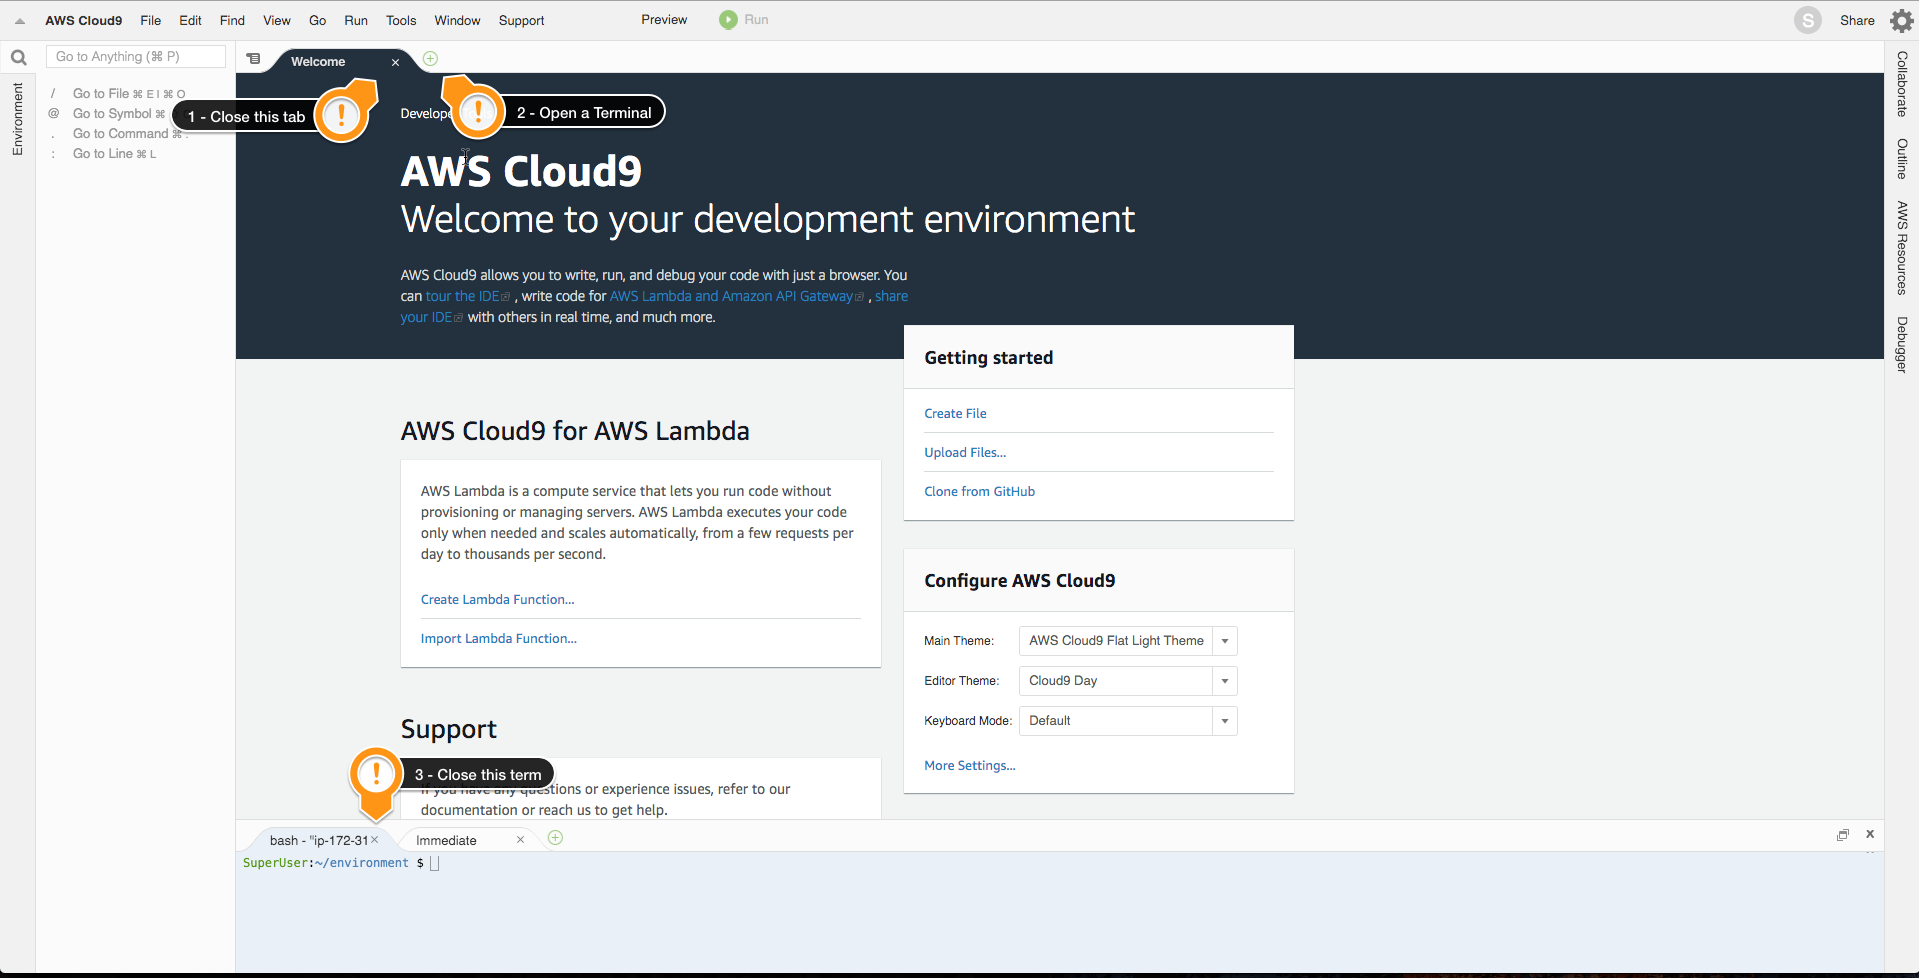 AWS Cloud9 File Edit Find View Go Run Tools Window Support Preview Run S Share
Go to Anything (⌘ P)
Welcome
Environment
/ Go to File ⌘ E I ⌘ O
@ Go to Symbol ⌘
. Go to Command ⌘ .
: Go to Line ⌘ L
1 - Close this tab
!
!
2 - Open a Terminal
AWS Cloud9
Welcome to your development environment
AWS Cloud9 allows you to write, run, and debug your code with just a browser. You
can tour the IDE , write code for AWS Lambda and Amazon API Gateway , share
your IDE with others in real time, and much more.
Getting started
Create File
Upload Files...
Clone from GitHub
AWS Cloud9 for AWS Lambda
AWS Lambda is a compute service that lets you run code without
provisioning or managing servers. AWS Lambda executes your code
only when needed and scales automatically, from a few requests per
day to thousands per second.
Create Lambda Function...
Import Lambda Function...
Configure AWS Cloud9
Main Theme: AWS Cloud9 Flat Light Theme
Editor Theme: Cloud9 Day
Keyboard Mode: Default
More Settings...
Support
!
3 - Close this term
If you have any questions or experience issues, refer to our
documentation or reach us to get help.
bash - "ip-172-31
Immediate
SuperUser:~/environment $
Collaborate
Outline
AWS Resources
Debugger